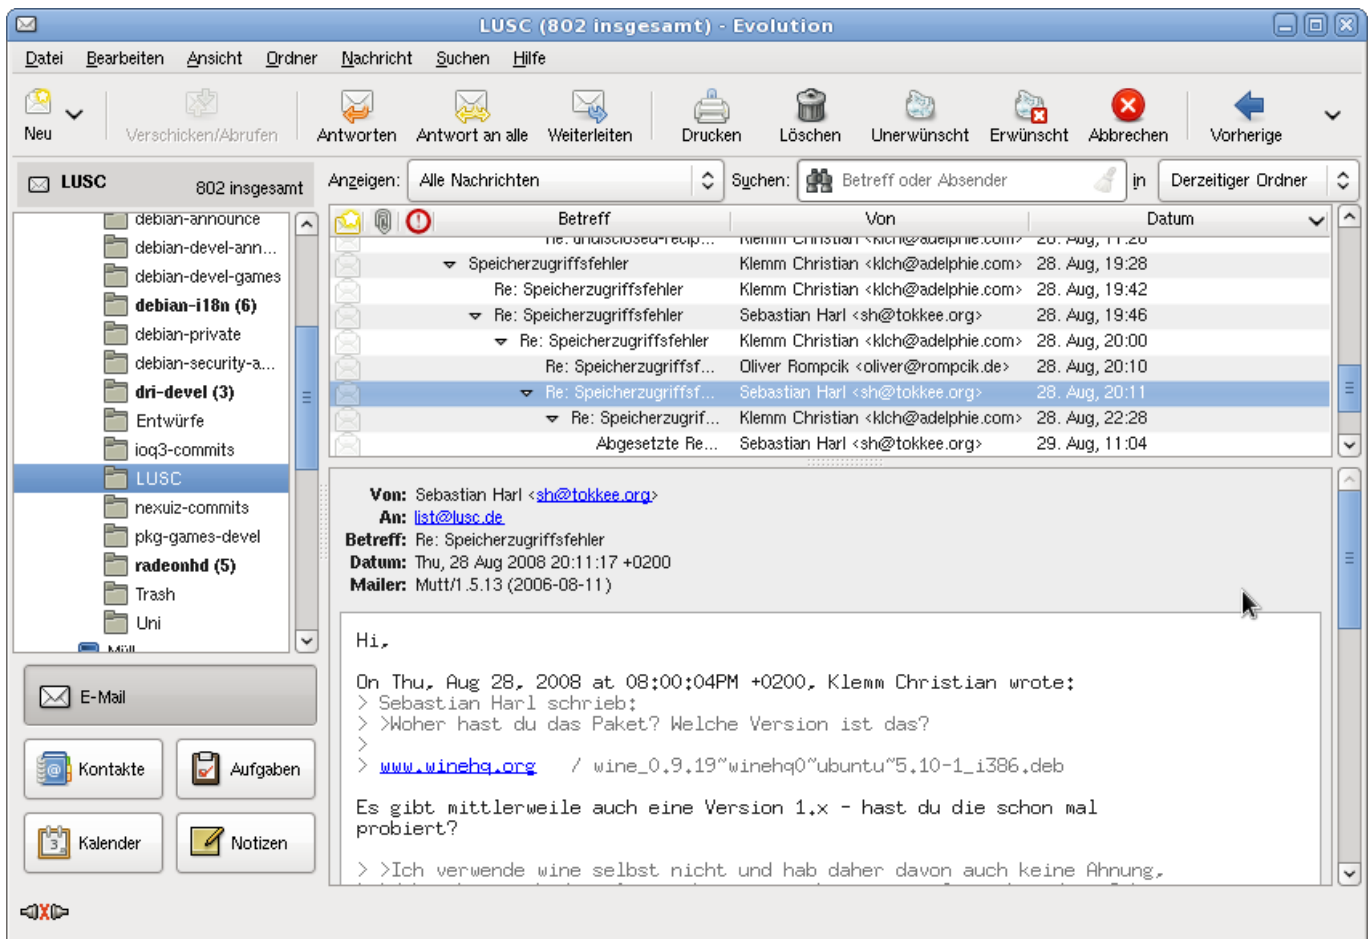 LUSC (802 insgesamt) - Evolution
Datei Bearbeiten Ansicht Ordner Nachricht Suchen Hilfe
Neu Verschicken/Abrufen Antworten Antwort an alle Weiterleiten Drucken Löschen Unerwünscht Erwünscht Abbrechen Vorherige
LUSC 802 insgesamt
Anzeigen: Alle Nachrichten Suchen: Betreff oder Absender in Derzeitiger Ordner
debian-announce
debian-devel-ann...
debian-devel-games
debian-i18n (6)
debian-private
debian-security-a...
dri-devel (3)
Entwürfe
ioq3-commits
LUSC
nexuiz-commits
pkg-games-devel
radeonhd (5)
Trash
Uni
Müll
E-Mail
Kontakte Aufgaben
Kalender Notizen
Betreff Von Datum
Re: undisclosed-recip... Klemm Christian <klch@adelphie.com> 28. Aug, 11:20
Speicherzugriffsfehler Klemm Christian <klch@adelphie.com> 28. Aug, 19:28
Re: Speicherzugriffsfehler Klemm Christian <klch@adelphie.com> 28. Aug, 19:42
Re: Speicherzugriffsfehler Sebastian Harl <sh@tokkee.org> 28. Aug, 19:46
Re: Speicherzugriffsfehler Klemm Christian <klch@adelphie.com> 28. Aug, 20:00
Re: Speicherzugriffsf... Oliver Rompcik <oliver@rompcik.de> 28. Aug, 20:10
Re: Speicherzugriffsf... Sebastian Harl <sh@tokkee.org> 28. Aug, 20:11
Re: Speicherzugrif... Klemm Christian <klch@adelphie.com> 28. Aug, 22:28
Abgesetzte Re... Sebastian Harl <sh@tokkee.org> 29. Aug, 11:04
Von: Sebastian Harl <sh@tokkee.org>
An: list@lusc.de
Betreff: Re: Speicherzugriffsfehler
Datum: Thu, 28 Aug 2008 20:11:17 +0200
Mailer: Mutt/1.5.13 (2006-08-11)
Hi,
On Thu, Aug 28, 2008 at 08:00:04PM +0200, Klemm Christian wrote:
> Sebastian Harl schrieb:
> >Woher hast du das Paket? Welche Version ist das?
>
> www.winehq.org / wine_0.9.19~winehq0~ubuntu~5.10-1_i386.deb
Es gibt mittlerweile auch eine Version 1.x - hast du die schon mal
probiert?
> >Ich verwende wine selbst nicht und hab daher davon auch keine Ahnung,